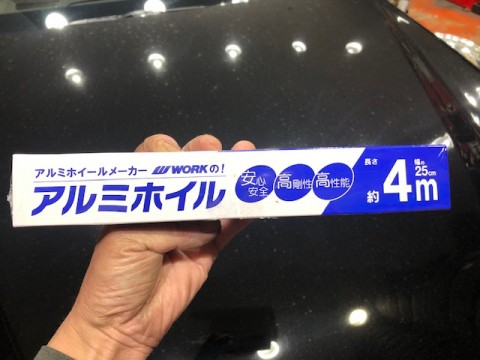 アルミホイールメーカー WORKの!
アルミホイル
安心
安全
高剛性
高性能
長さ
約4m
幅約25cm